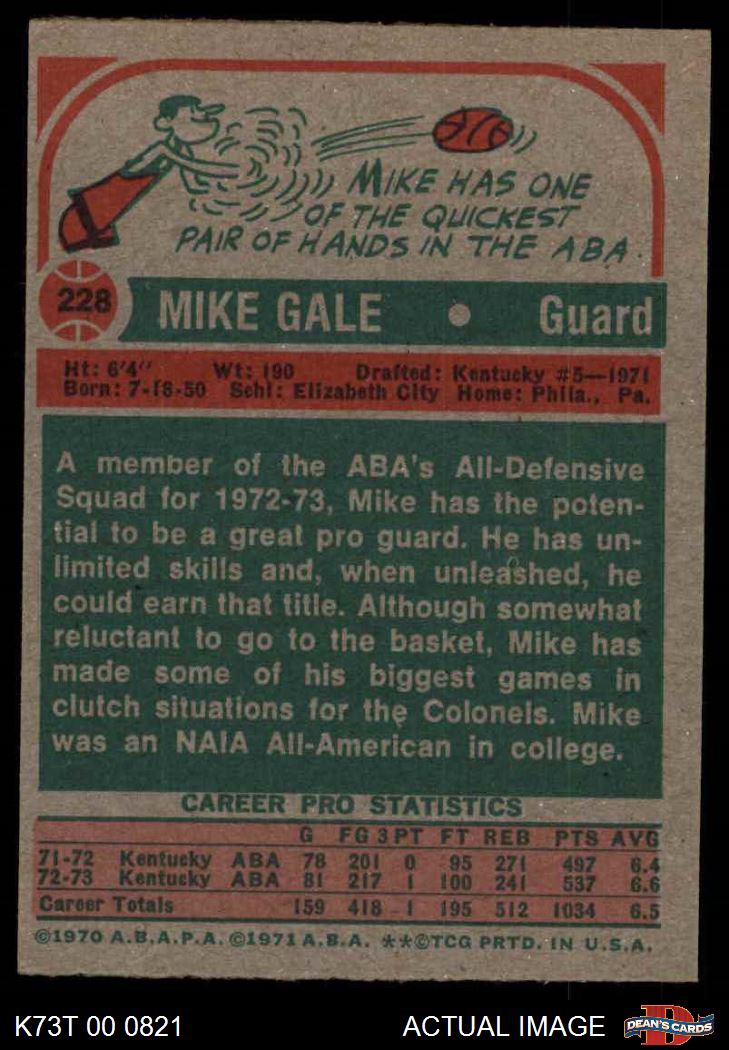 MIKE HAS ONE
OF THE QUICKEST
PAIR OF HANDS IN THE ABA
228 MIKE GALE • Guard
Ht: 6'4" Wt: 190 Drafted: Kentucky #5—1971
Born: 7-18-50 Schl: Elizabeth City Home: Phila., Pa.
A member of the ABA's All-Defensive
Squad for 1972-73, Mike has the poten-
tial to be a great pro guard. He has un-
limited skills and, when unleashed, he
could earn that title. Although somewhat
reluctant to go to the basket, Mike has
made some of his biggest games in
clutch situations for the Colonels. Mike
was an NAIA All-American in college.
CAREER PRO STATISTICS
G FG 3PT FT REB PTS AVG
71-72 Kentucky ABA 78 201 0 95 271 497 6.4
72-73 Kentucky ABA 81 217 1 100 241 537 6.6
Career Totals 159 418 1 195 512 1034 6.5
©1970 A.B.A.P.A. ©1971 A.B.A. **©TCG PRTD. IN U.S.A.
K73T 00 0821 ACTUAL IMAGE D DEAN'S CARDS